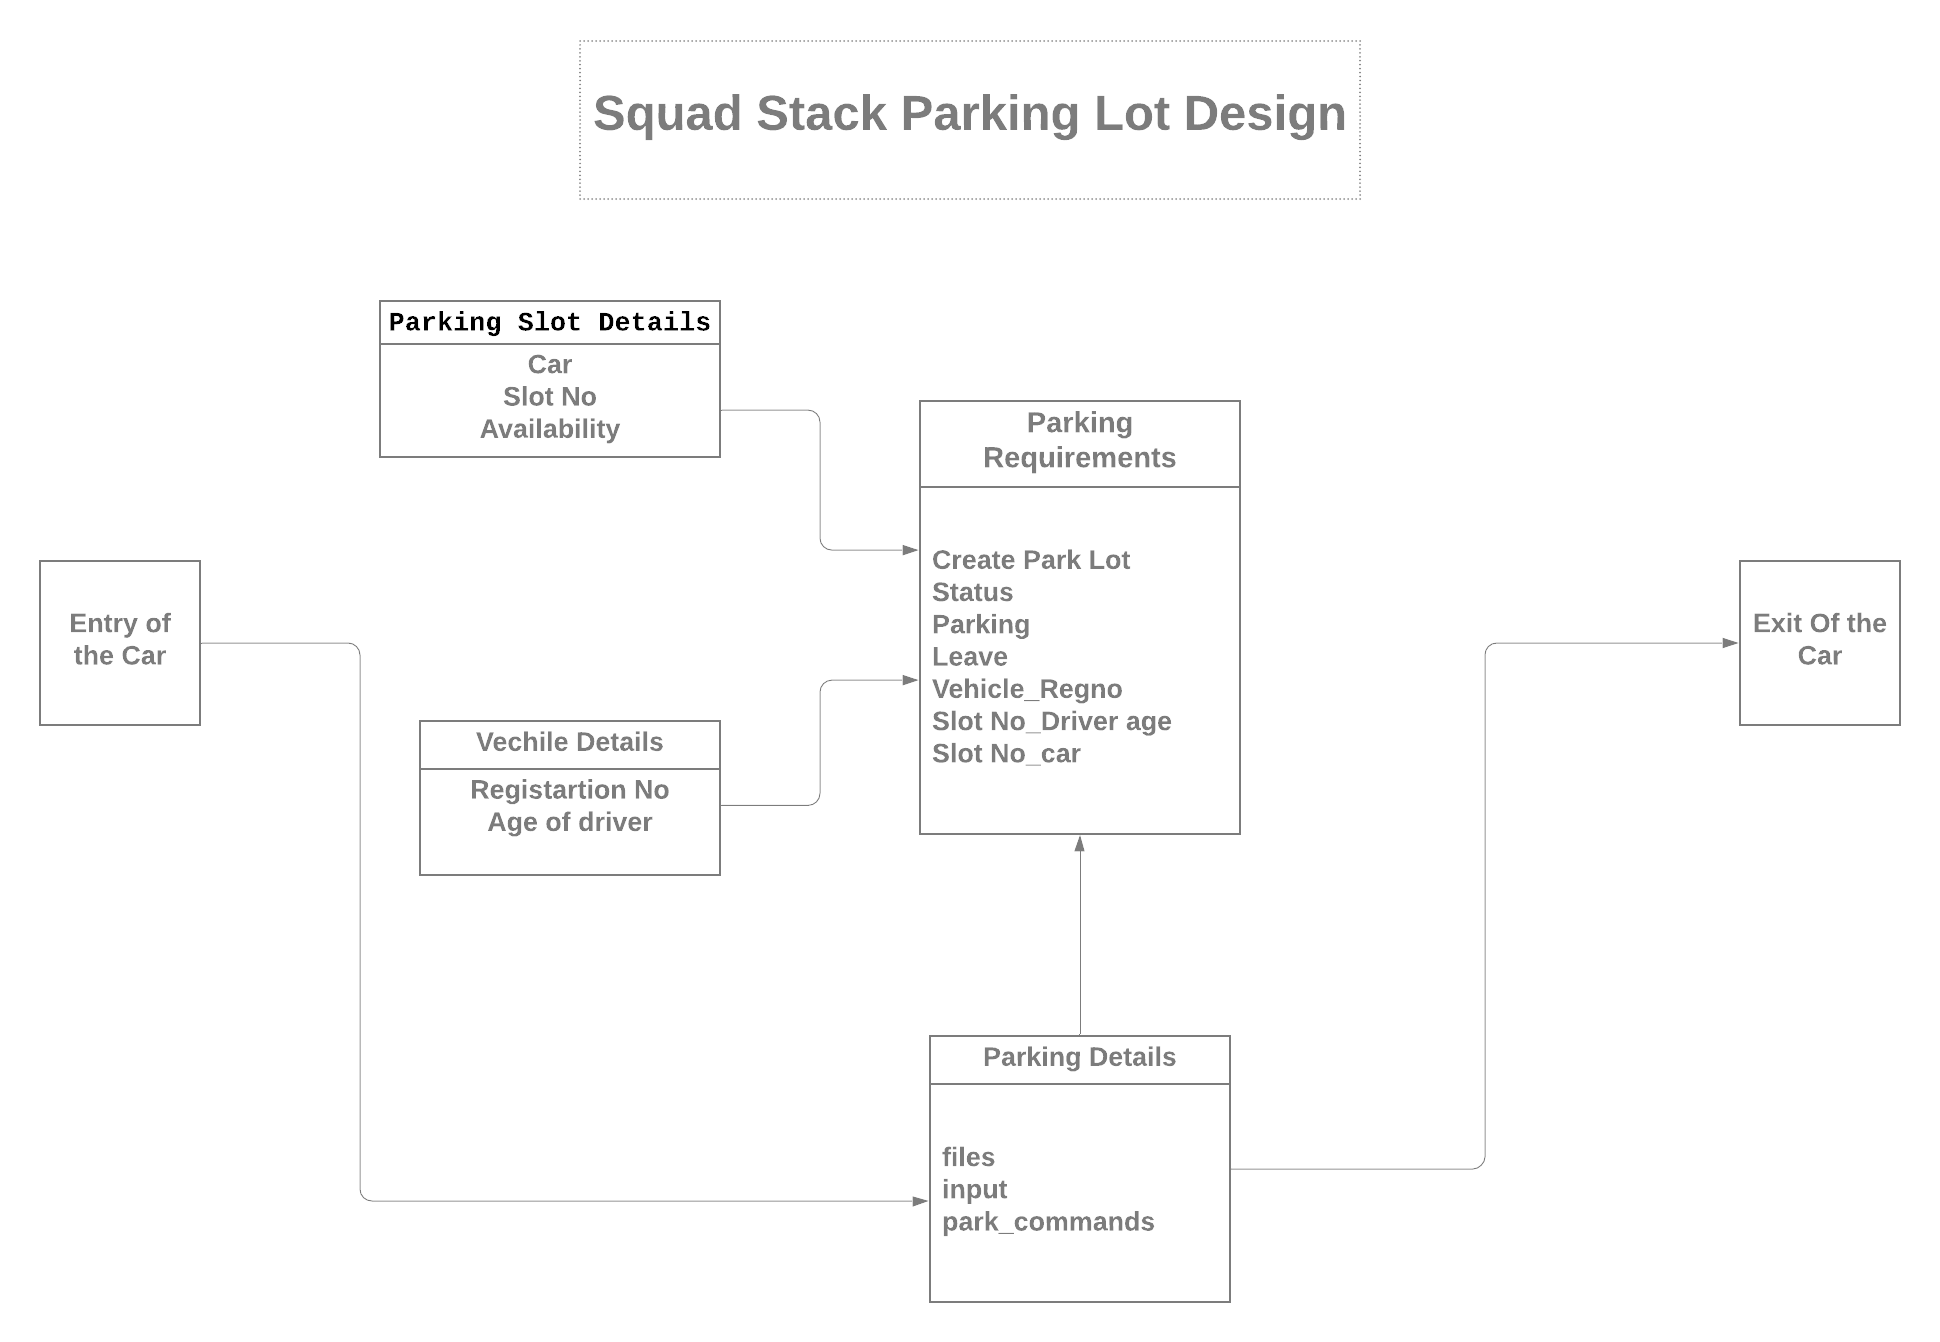 Squad Stack Parking Lot Design
Parking Slot Details
Car
Slot No
Availability
Parking
Requirements
Create Park Lot
Status
Parking
Leave
Vehicle_Regno
Slot No_Driver age
Slot No_car
Entry of
the Car
Exit Of the
Car
Vechile Details
Registartion No
Age of driver
Parking Details
files
input
park_commands